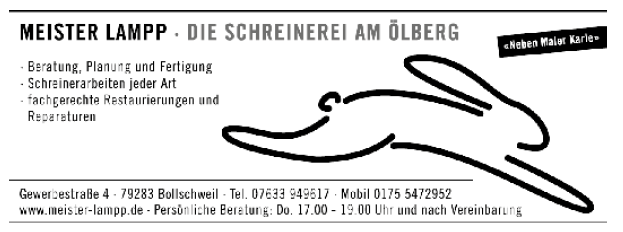 MEISTER LAMPP · DIE SCHREINEREI AM ÖLBERG
«Neben Maler Karle»
· Beratung, Planung und Fertigung
· Schreinerarbeiten jeder Art
· fachgerechte Restaurierungen und
Reparaturen
Gewerbestraße 4 · 79283 Bollschweil · Tel. 07633 949617 · Mobil 0175 5472952
www.meister-lampp.de · Persönliche Beratung: Do. 17.00 – 19.00 Uhr und nach Vereinbarung